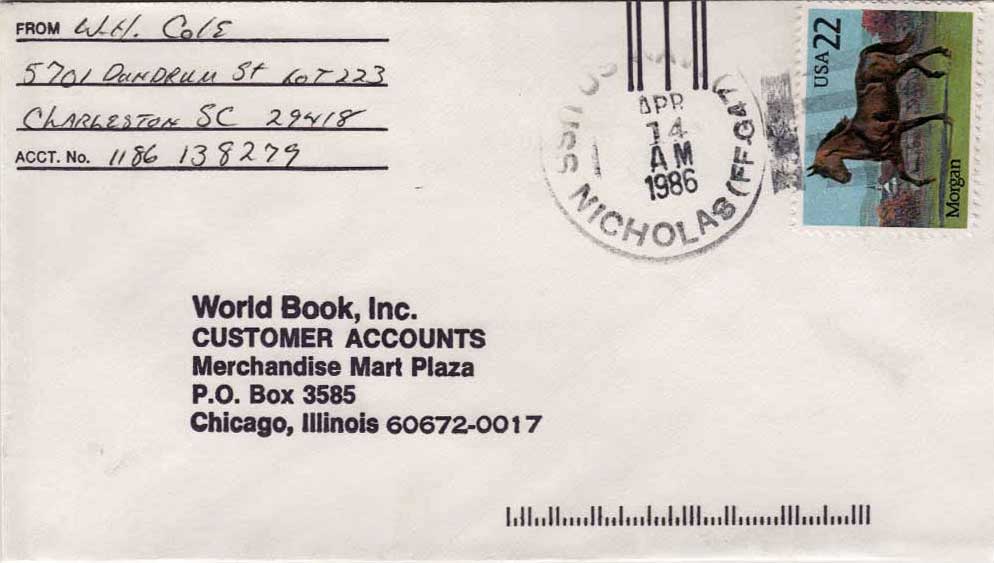 FROM W.H. Cole
5701 DUNDRUM St LOT 223
CHARLESTON SC 29418
ACCT. No. 1186 138279
APR
14
AM
1986
USS NICHOLAS (FFG47)
USA 22
Morgan
World Book, Inc.
CUSTOMER ACCOUNTS
Merchandise Mart Plaza
P.O. Box 3585
Chicago, Illinois 60672-0017